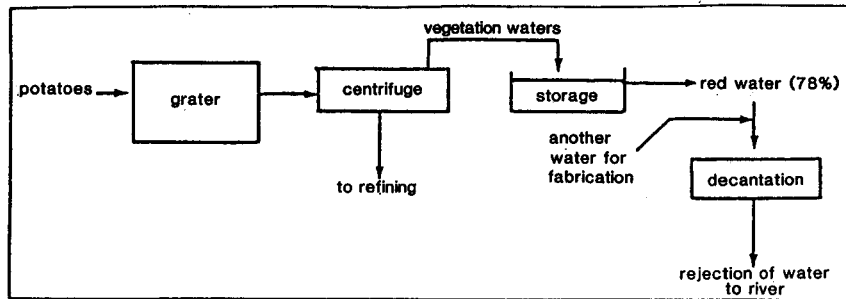 vegetation waters
potatoes
grater
centrifuge
storage
red water (78%)
another
water for
fabrication
decantation
to refining
rejection of water
to river